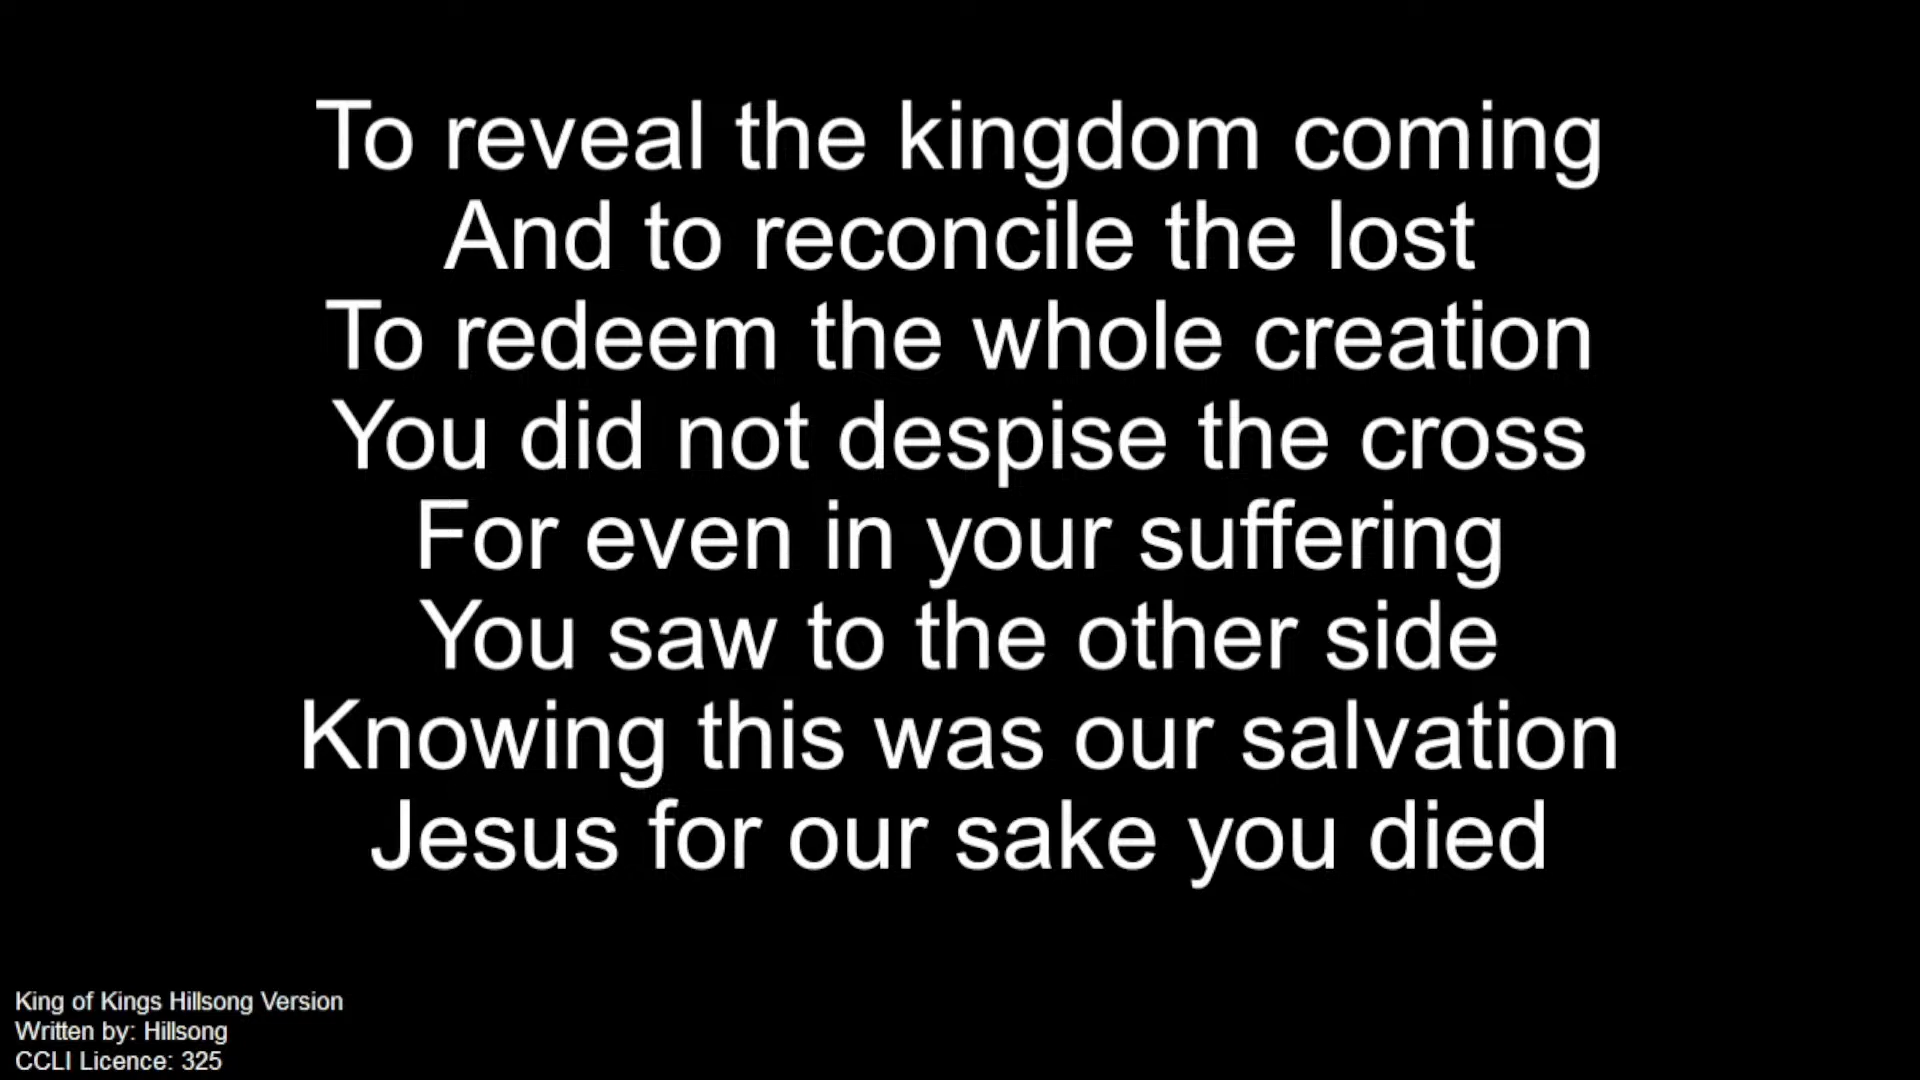 To reveal the kingdom coming
And to reconcile the lost
To redeem the whole creation
You did not despise the cross
For even in your suffering
You saw to the other side
Knowing this was our salvation
Jesus for our sake you died
King of Kings Hillsong Version
Written by: Hillsong
CCLI Licence: 325